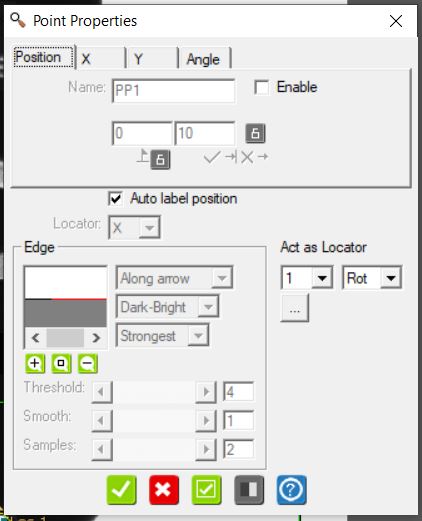 Point Properties
Position X Y Angle
Name: PP1 Enable
0 10
Auto label position
Locator: X
Edge
Act as Locator
Along arrow
1 Rot
Dark-Bright
...
Strongest
Threshold: 4
Smooth: 1
Samples: 2